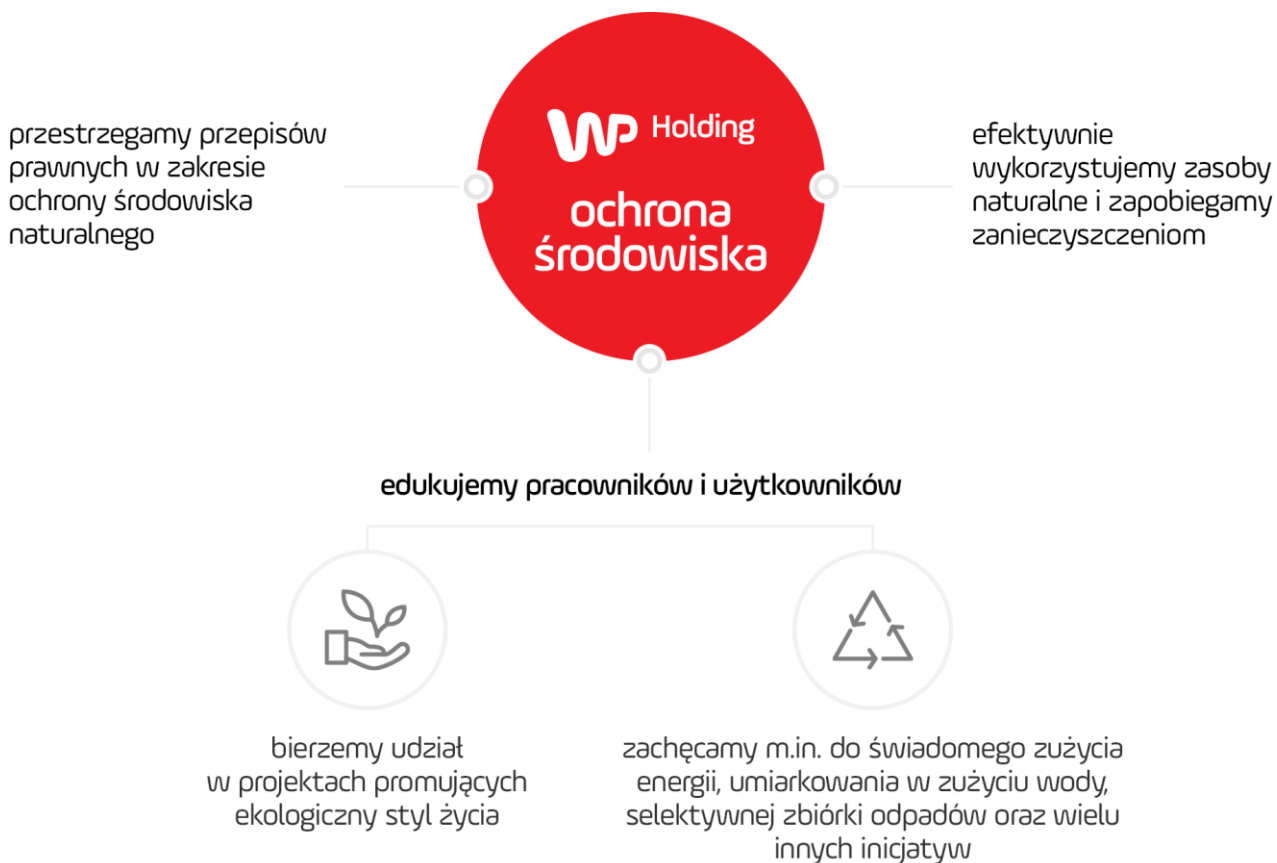 WP Holding
ochrona
środowiska
przestrzegamy przepisów
prawnych w zakresie
ochrony środowiska
naturalnego
efektywnie
wykorzystujemy zasoby
naturalne i zapobiegamy
zanieczyszczeniom
edukujemy pracowników i użytkowników
bierzemy udział
w projektach promujących
ekologiczny styl życia
zachęcamy m.in. do świadomego zużycia
energii, umiarkowania w zużyciu wody,
selektywnej zbiórki odpadów oraz wielu
innych inicjatyw